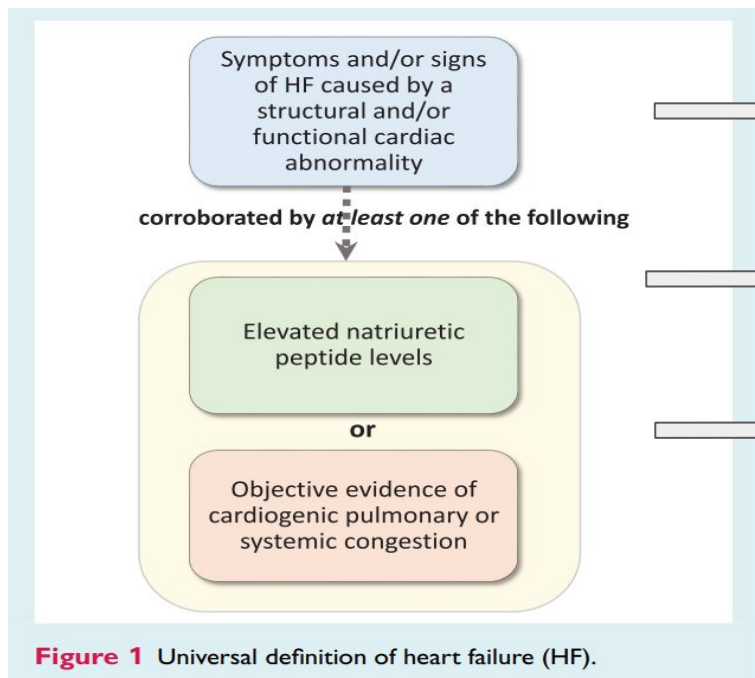 Symptoms and/or signs
of HF caused by a
structural and/or
functional cardiac
abnormality
corroborated by at least one of the following
Elevated natriuretic
peptide levels
or
Objective evidence of
cardiogenic pulmonary or
systemic congestion
Figure 1 Universal definition of heart failure (HF).